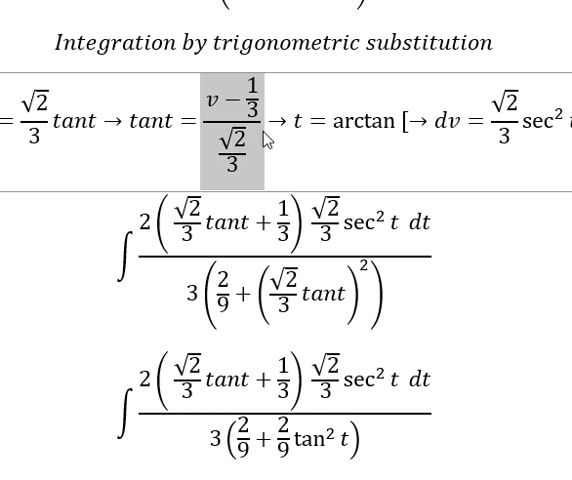 Integration by trigonometric substitution
= √2/3 tant → tant = (v − 1/3)/(√2/3) → t = arctan [→ dv = √2/3 sec² t
∫ 2(√2/3 tant + 1/3) √2/3 sec² t dt / 3(2/9 + (√2/3 tant)²)
∫ 2(√2/3 tant + 1/3) √2/3 sec² t dt / 3(2/9 + 2/9 tan² t)